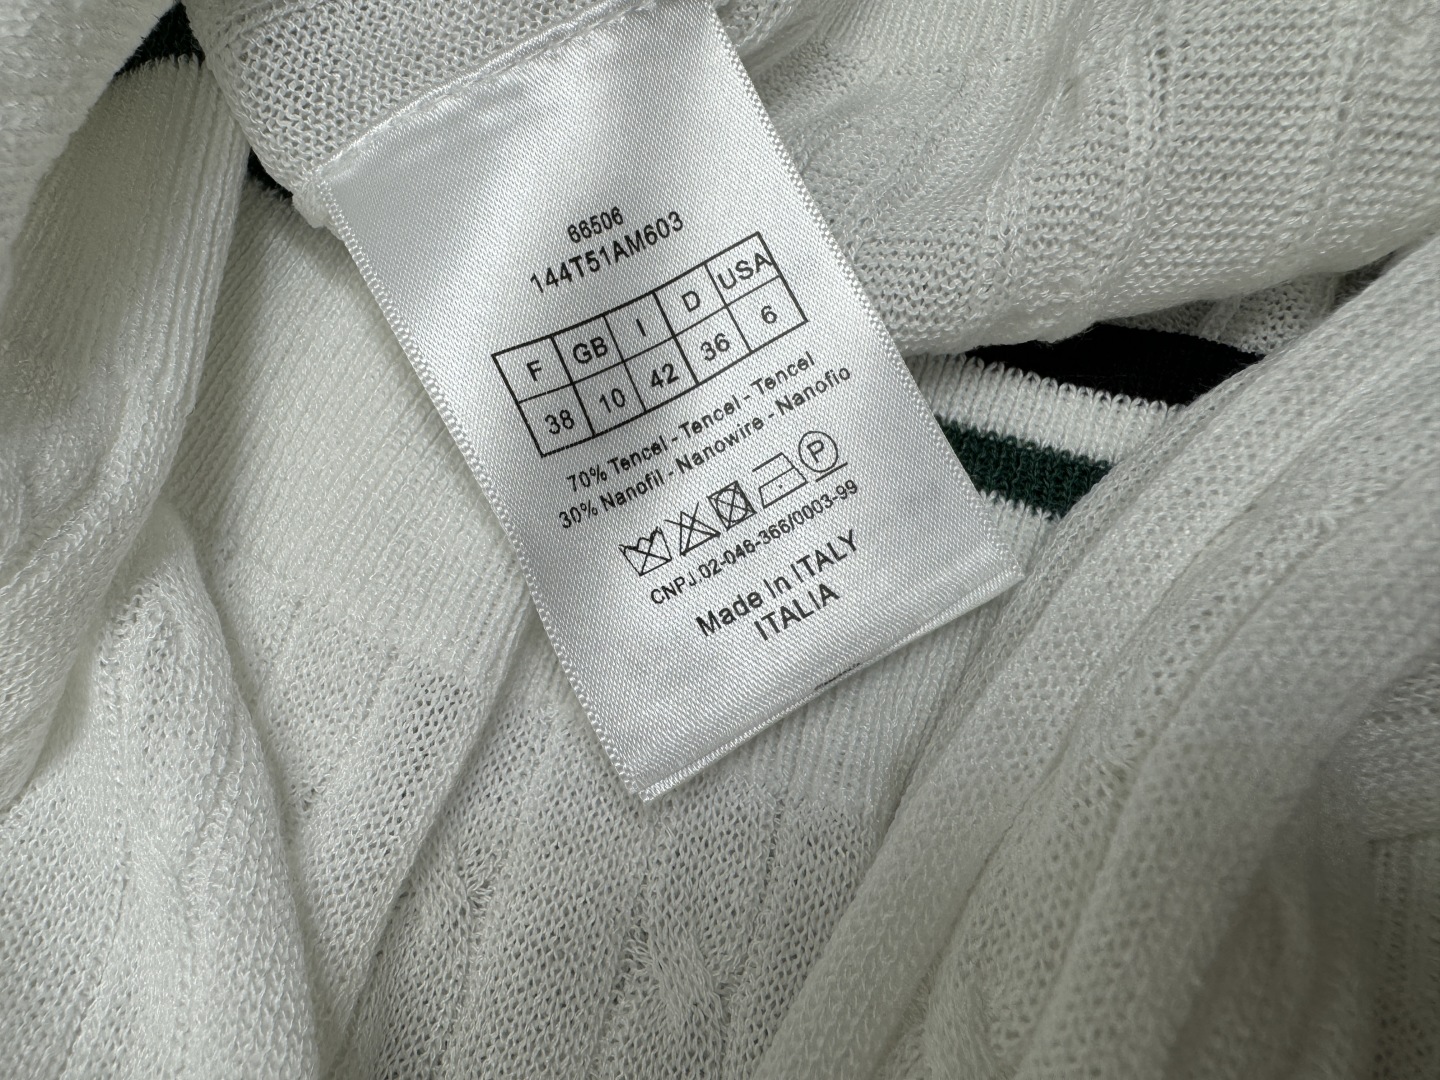 66506
144T51AM603
F GB I D USA
38 10 42 36 6
70% Tencel - Tencel - Tencel
30% Nanofil - Nanowire - Nanofio
P
CNPJ.02-046-366/0003-99
Made In ITALY
ITALIA